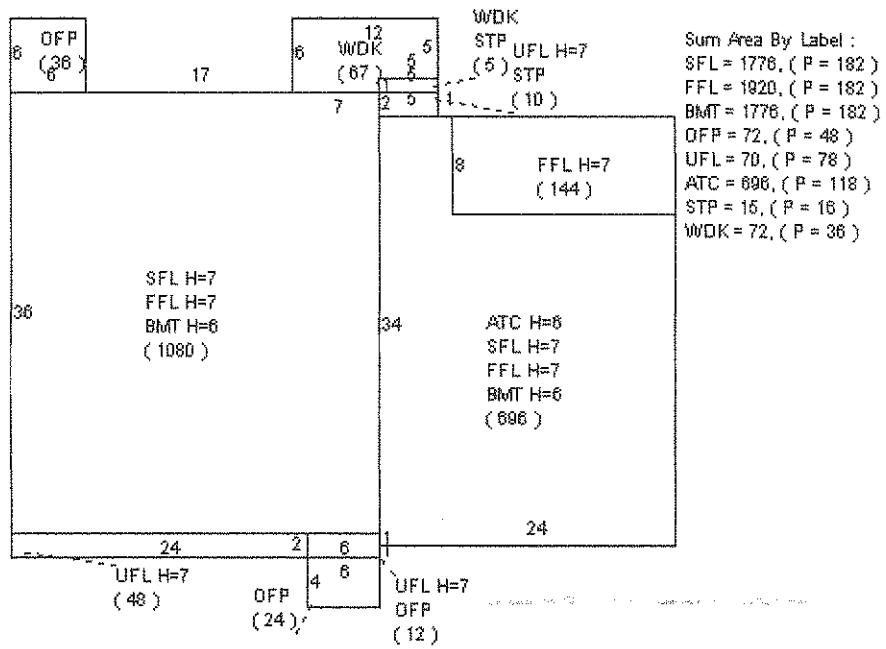 OFP
( 36 )
6
6
17
6
12
WDK
( 67 )
5
5
6
WDK
STP
( 5 )
UFL H=7
STP
( 10 )
1
7
2
5
1
Sum Area By Label :
SFL = 1776, ( P = 182 )
FFL = 1920, ( P = 182 )
BMT = 1776, ( P = 182 )
OFP = 72, ( P = 48 )
UFL = 70, ( P = 78 )
ATC = 696, ( P = 118 )
STP = 15, ( P = 16 )
WDK = 72, ( P = 36 )
8
FFL H=7
( 144 )
36
SFL H=7
FFL H=7
BMT H=6
( 1080 )
34
ATC H=6
SFL H=7
FFL H=7
BMT H=6
( 696 )
24
24
2
6
1
6
4
UFL H=7
( 48 )
OFP
( 24 )
UFL H=7
OFP
( 12 )